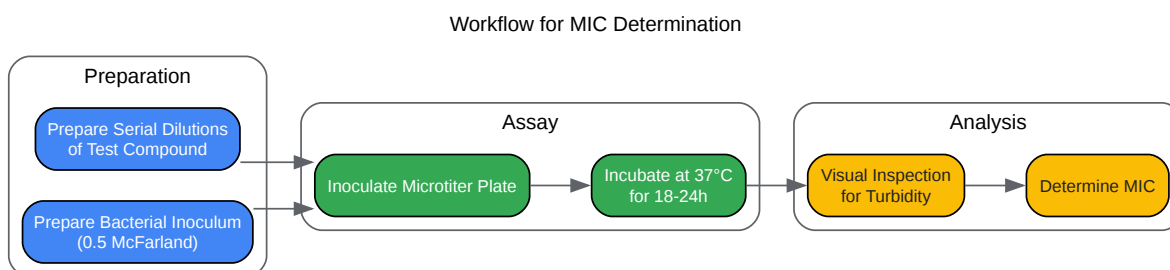 Workflow for MIC Determination
Preparation
Prepare Serial Dilutions
of Test Compound
Prepare Bacterial Inoculum
(0.5 McFarland)
Assay
Inoculate Microtiter Plate
Incubate at 37°C
for 18-24h
Analysis
Visual Inspection
for Turbidity
Determine MIC